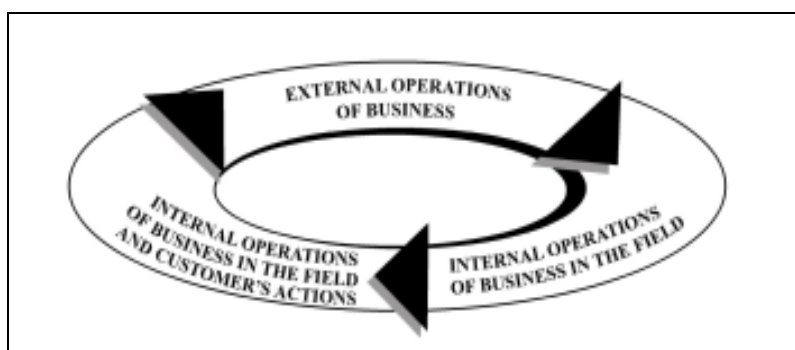 EXTERNAL OPERATIONS
OF BUSINESS
INTERNAL OPERATIONS
OF BUSINESS IN THE FIELD
AND CUSTOMER'S ACTIONS
INTERNAL OPERATIONS
OF BUSINESS IN THE FIELD